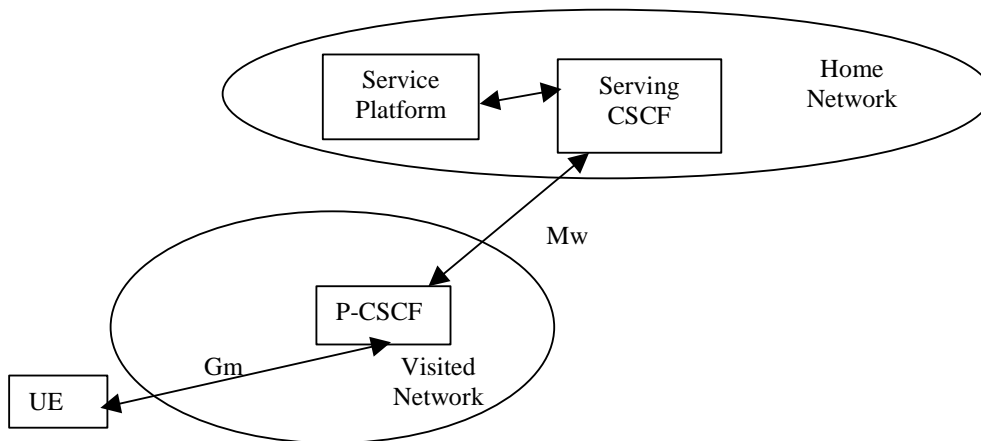 Service
Platform
Serving
CSCF
Home
Network
Mw
P-CSCF
Gm
Visited
Network
UE